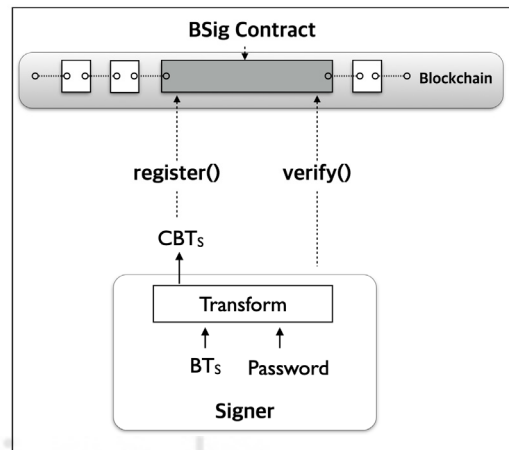 BSig Contract
Blockchain
register() verify()
CBTs
Transform
BTs Password
Signer